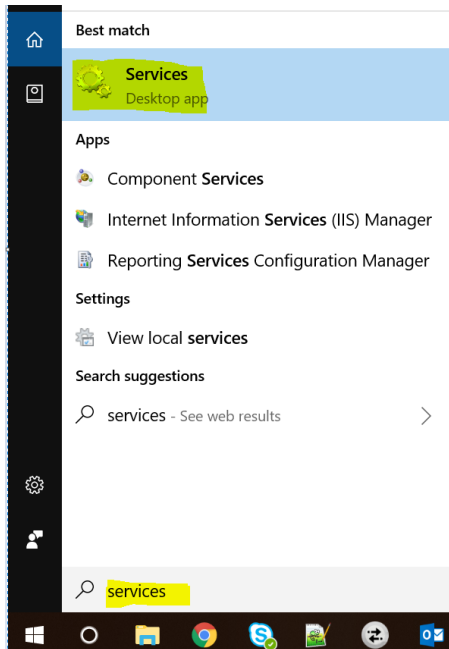 Best match
Services
Desktop app
Apps
Component Services
Internet Information Services (IIS) Manager
Reporting Services Configuration Manager
Settings
View local services
Search suggestions
services - See web results
services